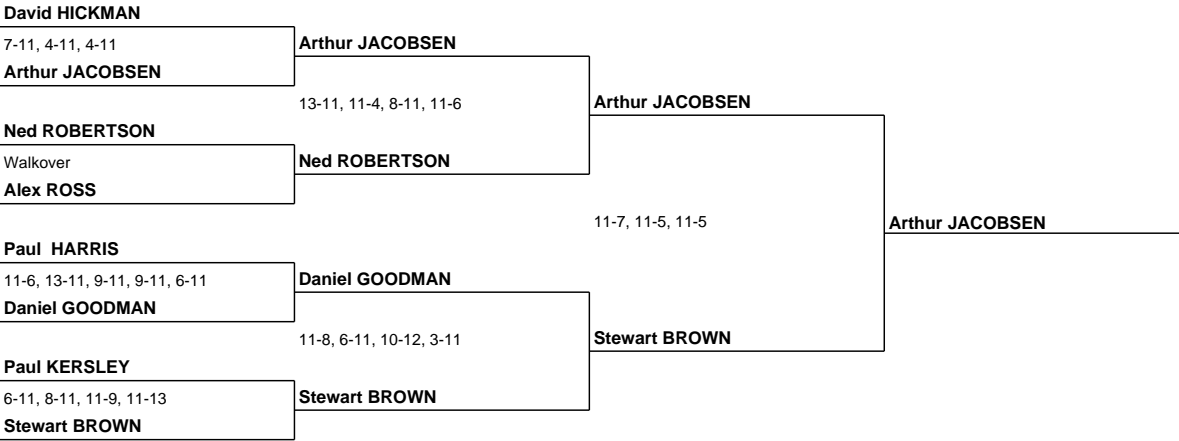 David HICKMAN
7-11, 4-11, 4-11
Arthur JACOBSEN
Arthur JACOBSEN
13-11, 11-4, 8-11, 11-6
Arthur JACOBSEN
Ned ROBERTSON
Walkover
Ned ROBERTSON
Alex ROSS
11-7, 11-5, 11-5
Arthur JACOBSEN
Paul HARRIS
11-6, 13-11, 9-11, 9-11, 6-11
Daniel GOODMAN
Daniel GOODMAN
11-8, 6-11, 10-12, 3-11
Stewart BROWN
Paul KERSLEY
6-11, 8-11, 11-9, 11-13
Stewart BROWN
Stewart BROWN